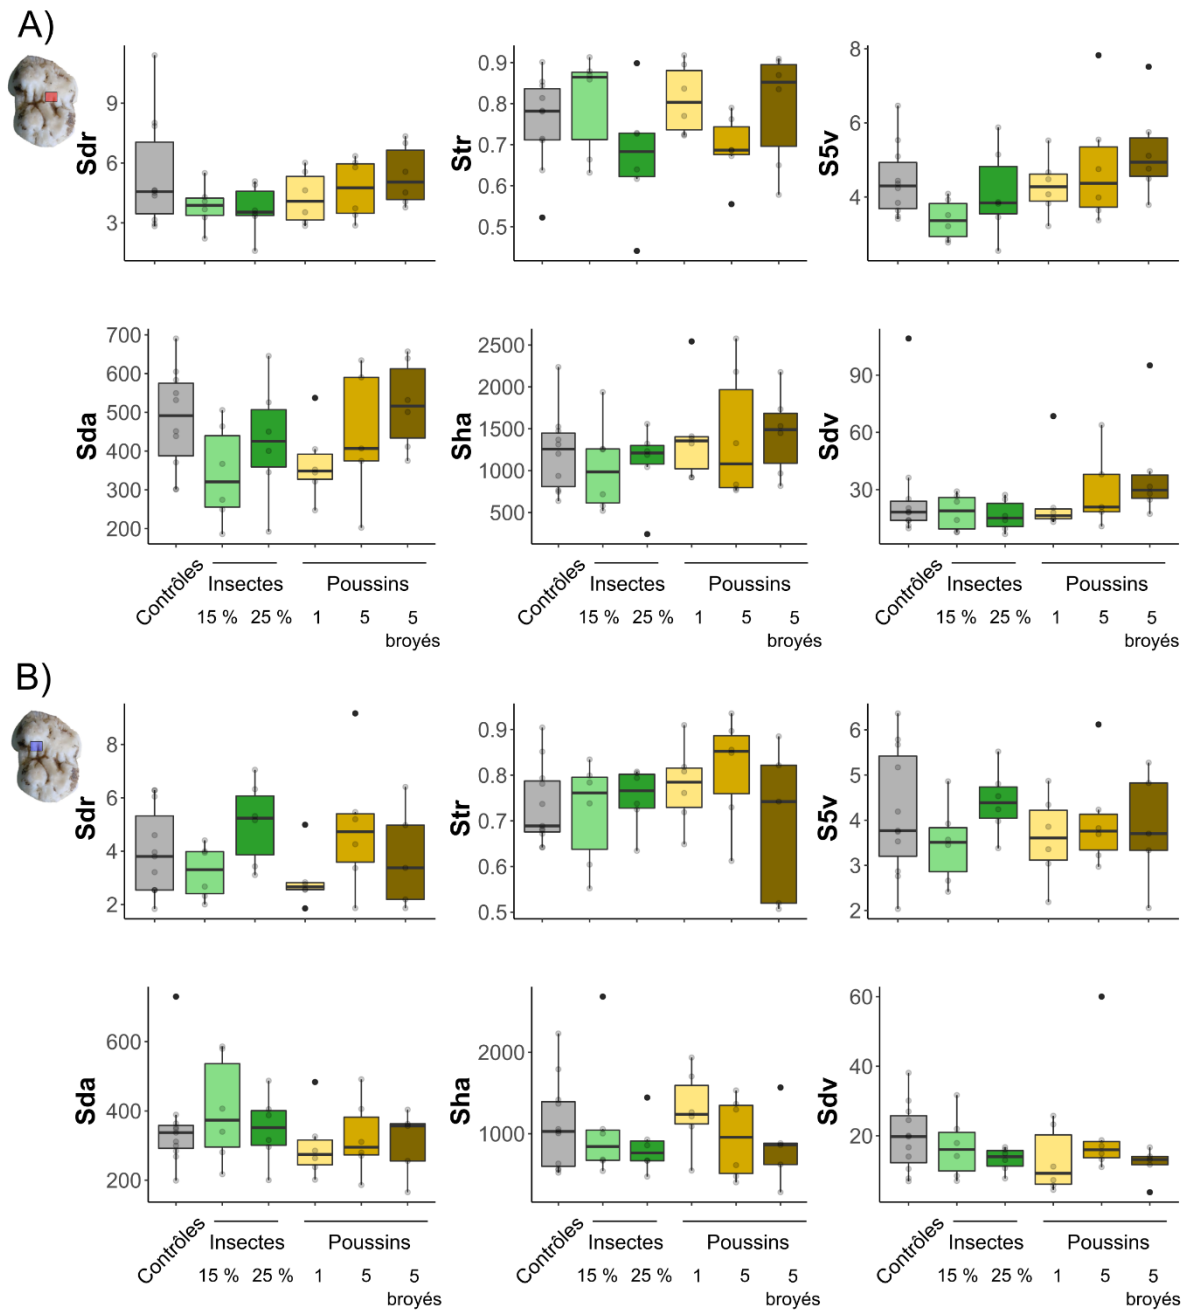 A)
Sdr
9
6
3
Str
0.9
0.8
0.7
0.6
0.5
S5v
8
6
4
Sda
700
600
500
400
300
200
Sha
2500
2000
1500
1000
500
Sdv
90
60
30
Contrôles Insectes Poussins Contrôles Insectes Poussins Contrôles Insectes Poussins
15 % 25 % 1 5 5 15 % 25 % 1 5 5 15 % 25 % 1 5 5
broyés broyés broyés
B)
Sdr
8
6
4
2
Str
0.9
0.8
0.7
0.6
0.5
S5v
6
5
4
3
2
Sda
600
400
200
Sha
2000
1000
Sdv
60
40
20
0
Contrôles Insectes Poussins Contrôles Insectes Poussins Contrôles Insectes Poussins
15 % 25 % 1 5 5 15 % 25 % 1 5 5 15 % 25 % 1 5 5
broyés broyés broyés